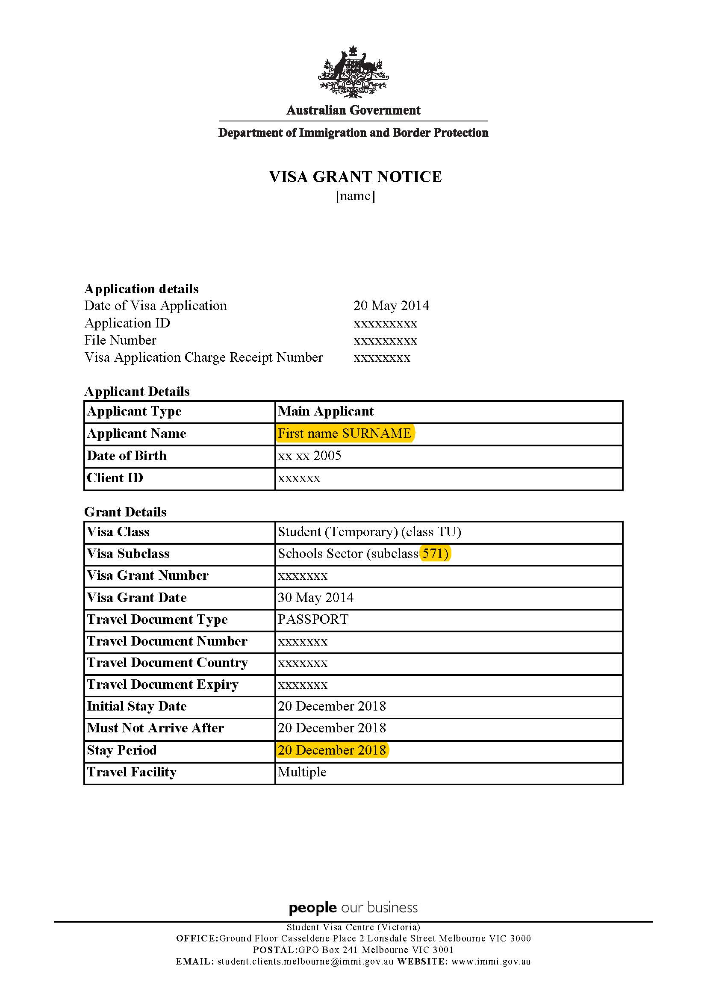 AUSTRALIA
Australian Government
Department of Immigration and Border Protection
VISA GRANT NOTICE
[name]
Application details
Date of Visa Application 20 May 2014
Application ID xxxxxxxxx
File Number xxxxxxxxx
Visa Application Charge Receipt Number xxxxxxxx
Applicant Details
Applicant Type Main Applicant
Applicant Name First name SURNAME
Date of Birth xx xx 2005
Client ID xxxxxx
Grant Details
Visa Class Student (Temporary) (class TU)
Visa Subclass Schools Sector (subclass 571)
Visa Grant Number xxxxxxx
Visa Grant Date 30 May 2014
Travel Document Type PASSPORT
Travel Document Number xxxxxxx
Travel Document Country xxxxxxx
Travel Document Expiry xxxxxxx
Initial Stay Date 20 December 2018
Must Not Arrive After 20 December 2018
Stay Period 20 December 2018
Travel Facility Multiple
people our business
Student Visa Centre (Victoria)
OFFICE:Ground Floor Casseldene Place 2 Lonsdale Street Melbourne VIC 3000
POSTAL:GPO Box 241 Melbourne VIC 3001
EMAIL: student.clients.melbourne@immi.gov.au WEBSITE: www.immi.gov.au